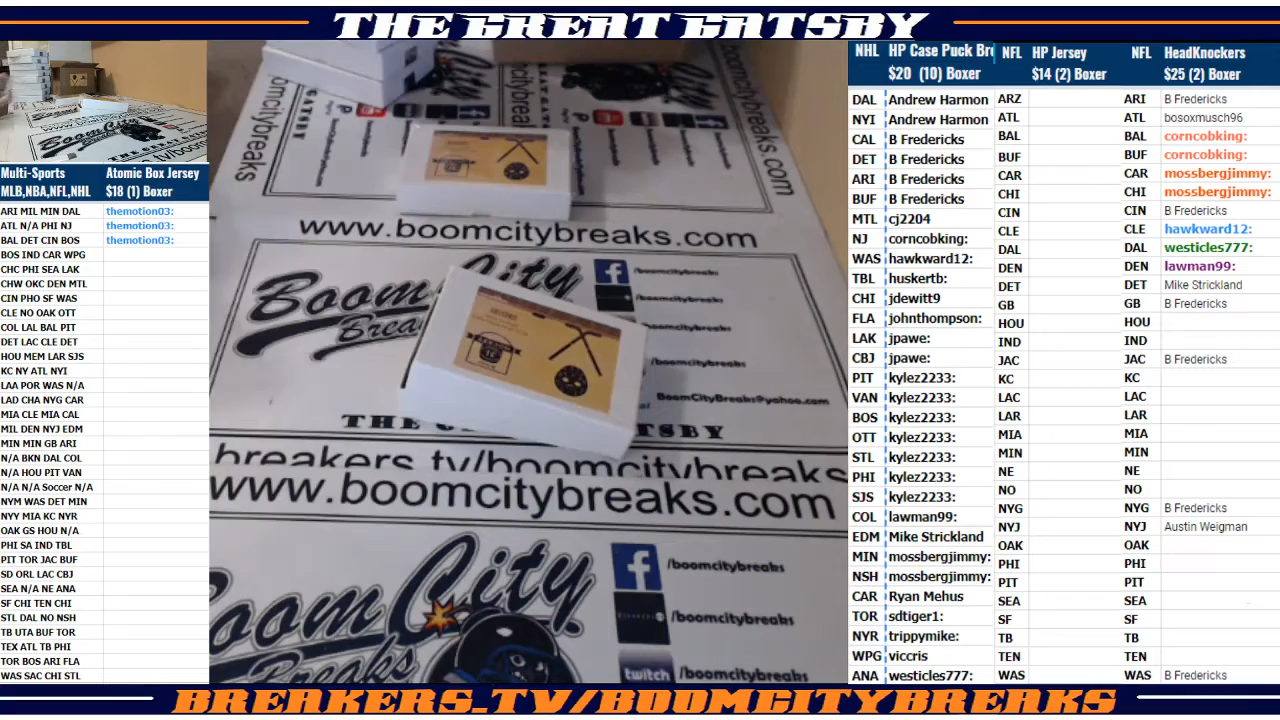 THE GREAT GATSBY
Multi-Sports Atomic Box Jersey
MLB,NBA,NFL,NHL $18 (1) Boxer
ARI MIL MIN DAL themotion03:
ATL N/A PHI NJ themotion03:
BAL DET CIN BOS themotion03:
BOS IND CAR WPG
CHC PHI SEA LAK
CHW OKC DEN MTL
CIN PHO SF WAS
CLE NO OAK OTT
COL LAL BAL PIT
DET LAC CLE DET
HOU MEM LAR SJS
KC NY ATL NYI
LAA POR WAS N/A
LAD CHA NYG CAR
MIA CLE MIA CAL
MIL DEN NYJ EDM
MIN MIN GB ARI
N/A BKN DAL COL
N/A HOU PIT VAN
N/A N/A Soccer N/A
NYM WAS DET MIN
NYY MIA KC NYR
OAK GS HOU N/A
PHI SA IND TBL
PIT TOR JAC BUF
SD ORL LAC CBJ
SEA N/A NE ANA
SF CHI TEN CHI
STL DAL NO NSH
TB UTA BUF TOR
TEX ATL TB PHI
TOR BOS ARI FLA
WAS SAC CHI STL
www.boomcitybreaks.com
Boom City
Breaks
/boomcitybreaks
/boomcitybreaks
/boomcitybreaks
BoomCityBreaks@yahoo.com
THE GREAT GATSBY
breakers.tv/boomcitybreaks
www.boomcitybreaks.com
Boom City
Breaks
/boomcitybreaks
/boomcitybreaks
twitch /boomcitybreaks
NHL HP Case Puck Bre
$20 (10) Boxer
DAL Andrew Harmon
NYI Andrew Harmon
CAL B Fredericks
DET B Fredericks
ARI B Fredericks
BUF B Fredericks
MTL cj2204
NJ corncobking:
WAS hawkward12:
TBL huskertb:
CHI jdewitt9
FLA johnthompson:
LAK jpawe:
CBJ jpawe:
PIT kylez2233:
VAN kylez2233:
BOS kylez2233:
OTT kylez2233:
STL kylez2233:
PHI kylez2233:
SJS kylez2233:
COL lawman99:
EDM Mike Strickland
MIN mossbergjimmy:
NSH mossbergjimmy:
CAR Ryan Mehus
TOR sdtiger1:
NYR trippymike:
WPG viccris
ANA westicles777:
NFL HP Jersey
$14 (2) Boxer
ARZ
ATL
BAL
BUF
CAR
CHI
CIN
CLE
DAL
DEN
DET
GB
HOU
IND
JAC
KC
LAC
LAR
MIA
MIN
NE
NO
NYG
NYJ
OAK
PHI
PIT
SEA
SF
TB
TEN
WAS
NFL HeadKnockers
$25 (2) Boxer
ARI B Fredericks
ATL bosoxmusch96
BAL corncobking:
BUF corncobking:
CAR mossbergjimmy:
CHI mossbergjimmy:
CIN B Fredericks
CLE hawkward12:
DAL westicles777:
DEN lawman99:
DET Mike Strickland
GB B Fredericks
HOU
IND
JAC B Fredericks
KC
LAC
LAR
MIA
MIN
NE
NO
NYG B Fredericks
NYJ Austin Weigman
OAK
PHI
PIT
SEA
SF
TB
TEN
WAS B Fredericks
BREAKERS.TV/BOOMCITYBREAKS